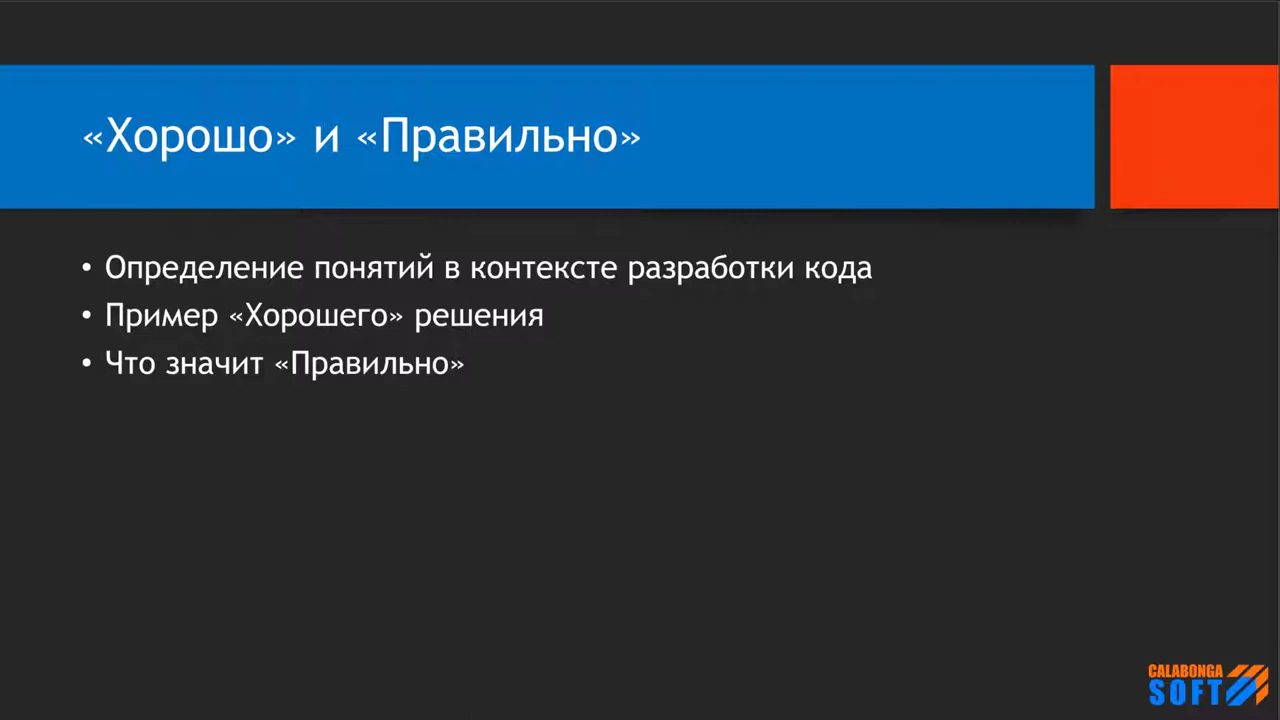 «Хорошо» и «Правильно»
• Определение понятий в контексте разработки кода
• Пример «Хорошего» решения
• Что значит «Правильно»
CALABONGA
SOFT